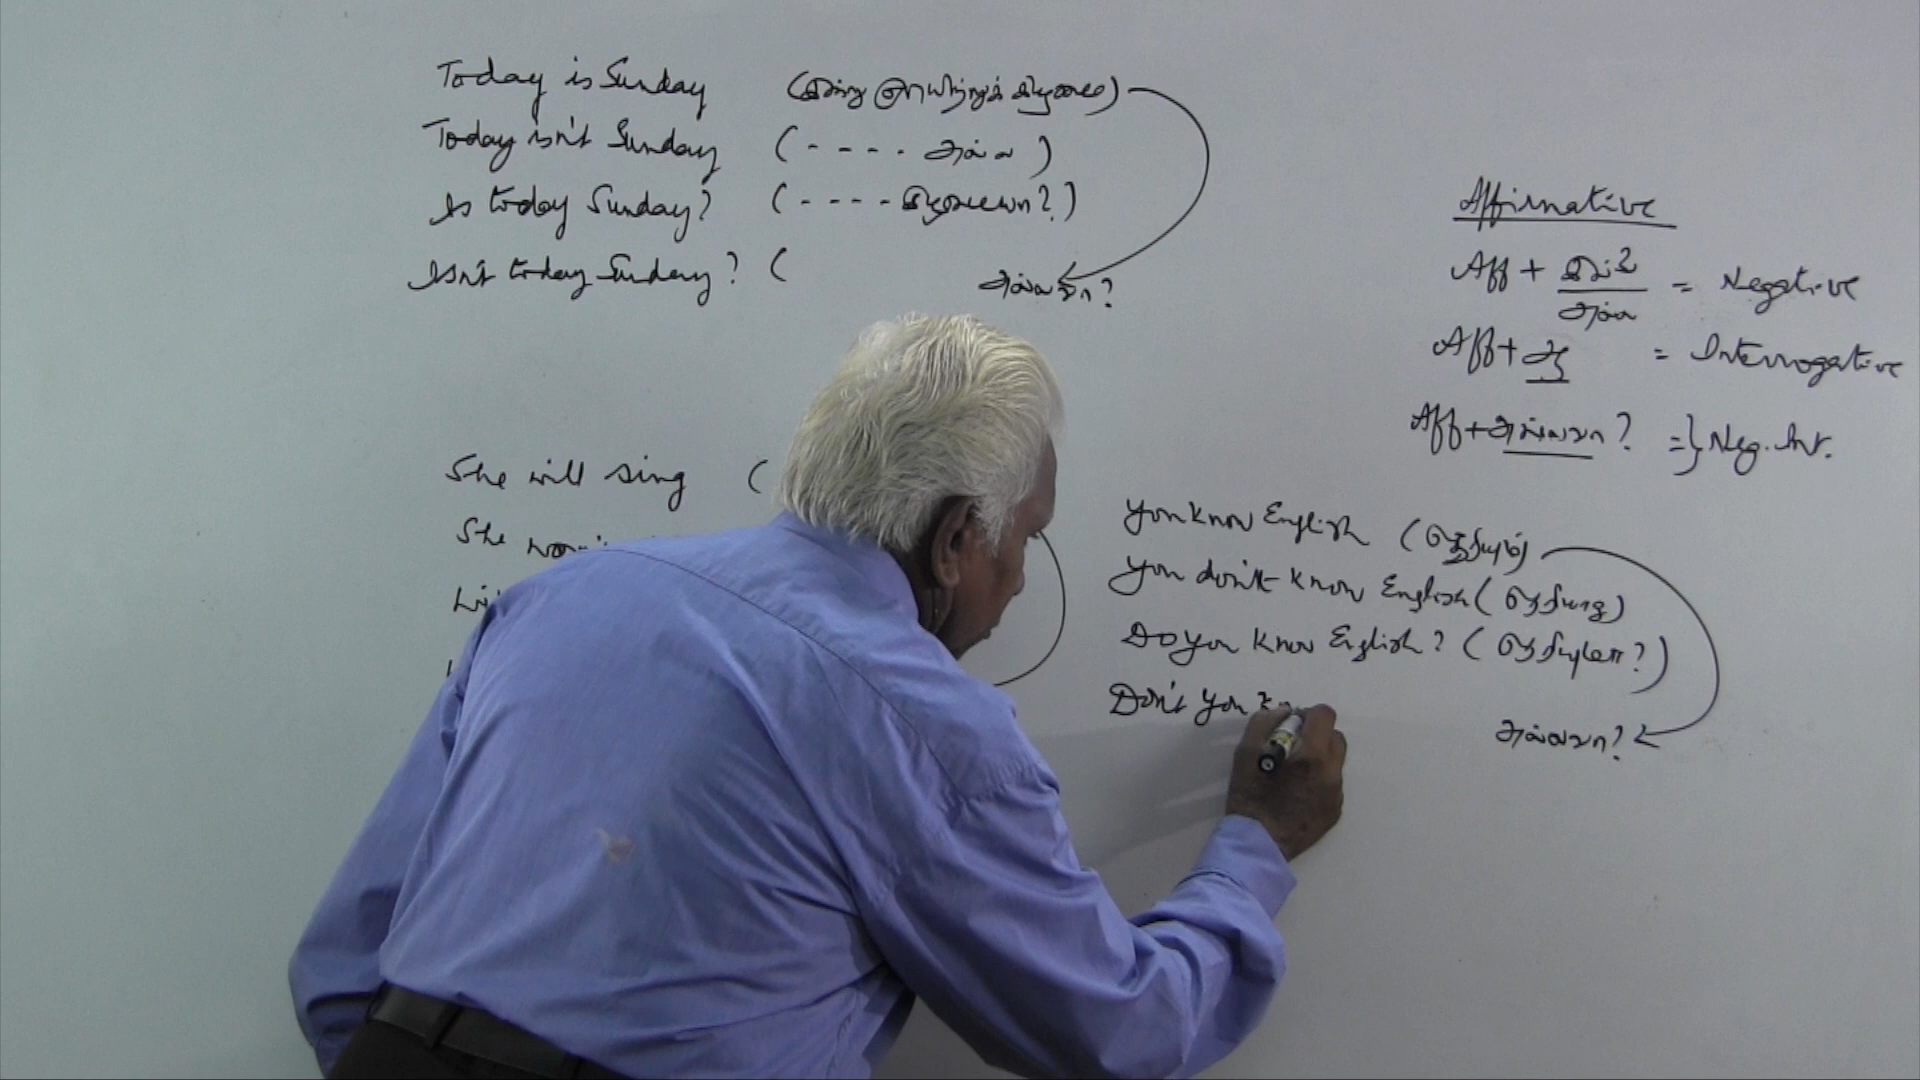 Today is Sunday (இன்று ஞாயிற்றுக் கிழமை)
Today isn't Sunday (- - - - அல்ல)
Is today Sunday? (- - - - கிழமையா?)
Isn't today Sunday? ( அல்லவா?
Affirmative
Aff + இல்லை / அல்ல = Negative
Aff + ஆ = Interrogative
Aff + அல்லவா? =} Neg. Int.
She will sing (
She
You know English (தெரியும்)
You don't know English (தெரியாது)
Do you know English? (தெரியுமா?)
Don't you அல்லவா?